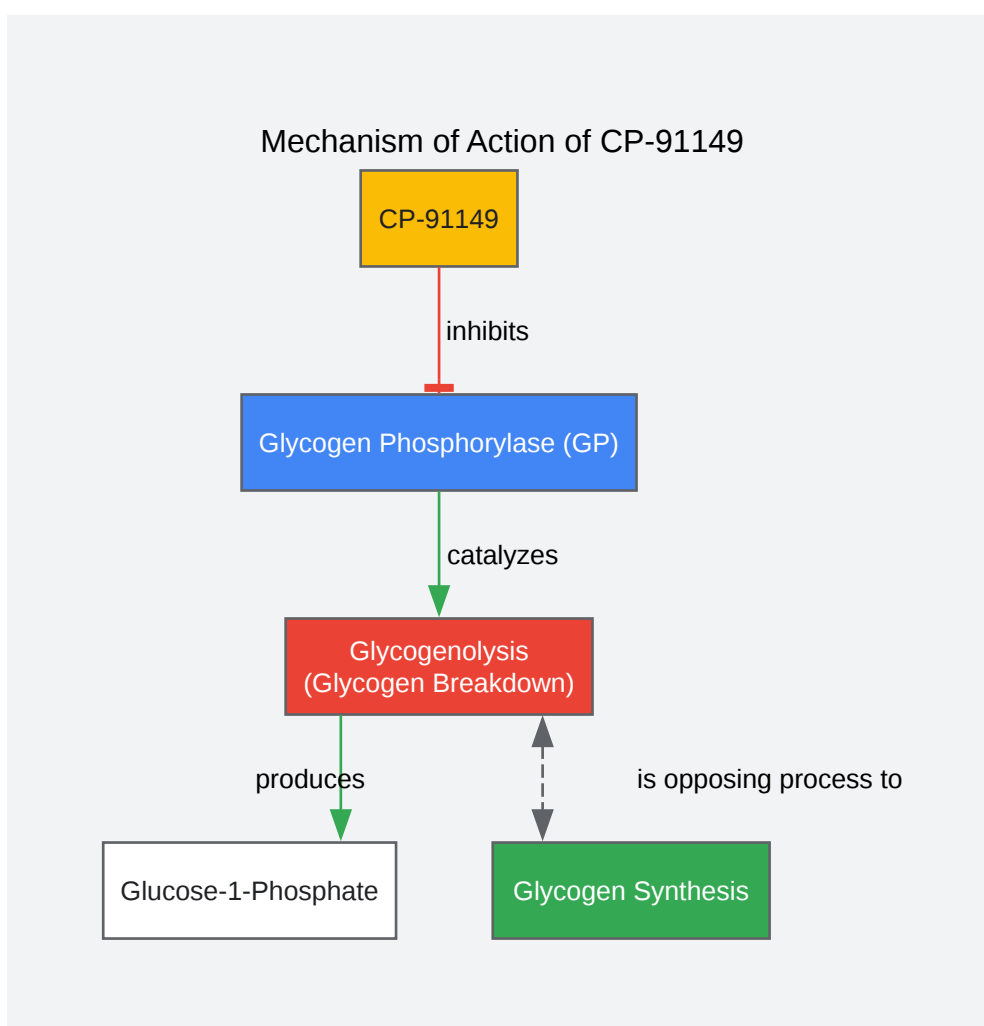 Mechanism of Action of CP-91149
CP-91149
inhibits
Glycogen Phosphorylase (GP)
catalyzes
Glycogenolysis
(Glycogen Breakdown)
produces
is opposing process to
Glucose-1-Phosphate
Glycogen Synthesis